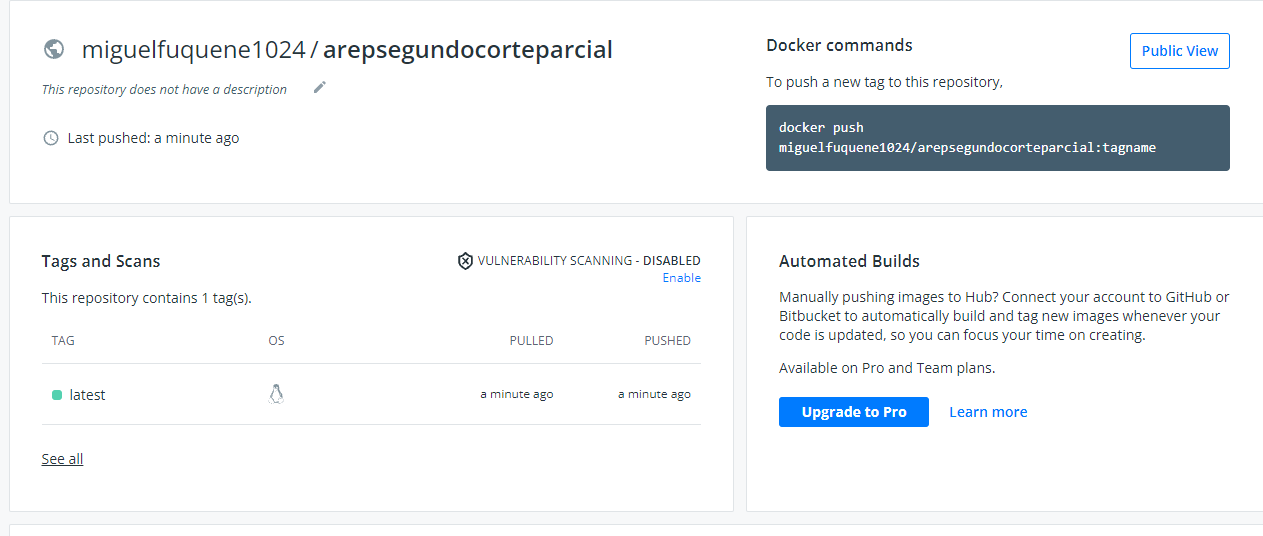 miguelfuquene1024 / arepsegundocorteparcial
This repository does not have a description
Last pushed: a minute ago
Docker commands
Public View
To push a new tag to this repository,
docker push
miguelfuquene1024/arepsegundocorteparcial:tagname
Tags and Scans
VULNERABILITY SCANNING - DISABLED
Enable
This repository contains 1 tag(s).
TAG OS PULLED PUSHED
latest a minute ago a minute ago
See all
Automated Builds
Manually pushing images to Hub? Connect your account to GitHub or
Bitbucket to automatically build and tag new images whenever your
code is updated, so you can focus your time on creating.
Available on Pro and Team plans.
Upgrade to Pro Learn more